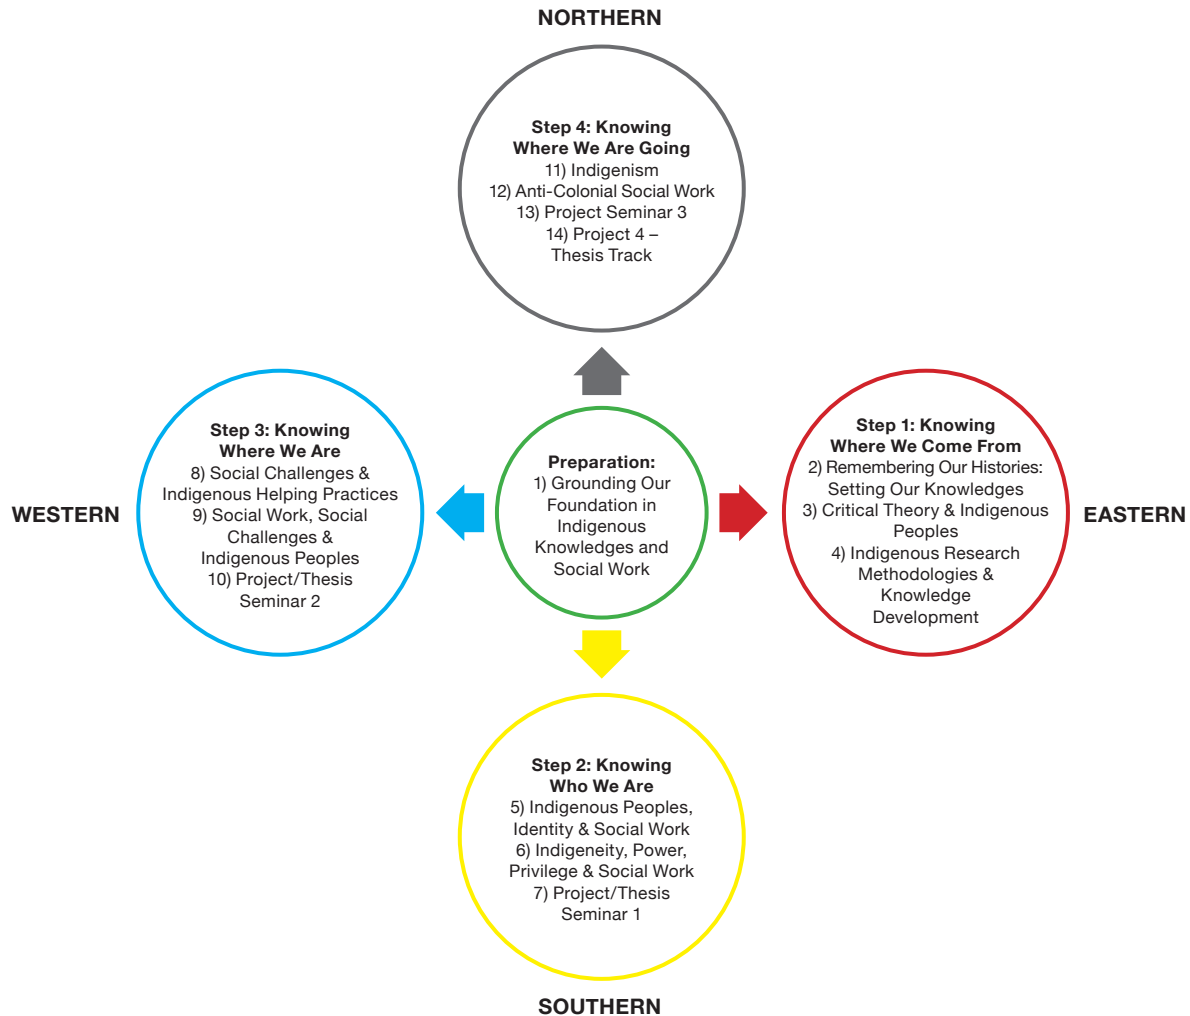 NORTHERN
Step 4: Knowing
Where We Are Going
11) Indigenism
12) Anti-Colonial Social Work
13) Project Seminar 3
14) Project 4 –
Thesis Track
WESTERN
Step 3: Knowing
Where We Are
8) Social Challenges &
Indigenous Helping Practices
9) Social Work, Social
Challenges &
Indigenous Peoples
10) Project/Thesis
Seminar 2
Preparation:
1) Grounding Our
Foundation in
Indigenous
Knowledges and
Social Work
Step 1: Knowing
Where We Come From
2) Remembering Our Histories:
Setting Our Knowledges
3) Critical Theory & Indigenous
Peoples
4) Indigenous Research
Methodologies &
Knowledge
Development
EASTERN
Step 2: Knowing
Who We Are
5) Indigenous Peoples,
Identity & Social Work
6) Indigeneity, Power,
Privilege & Social Work
7) Project/Thesis
Seminar 1
SOUTHERN